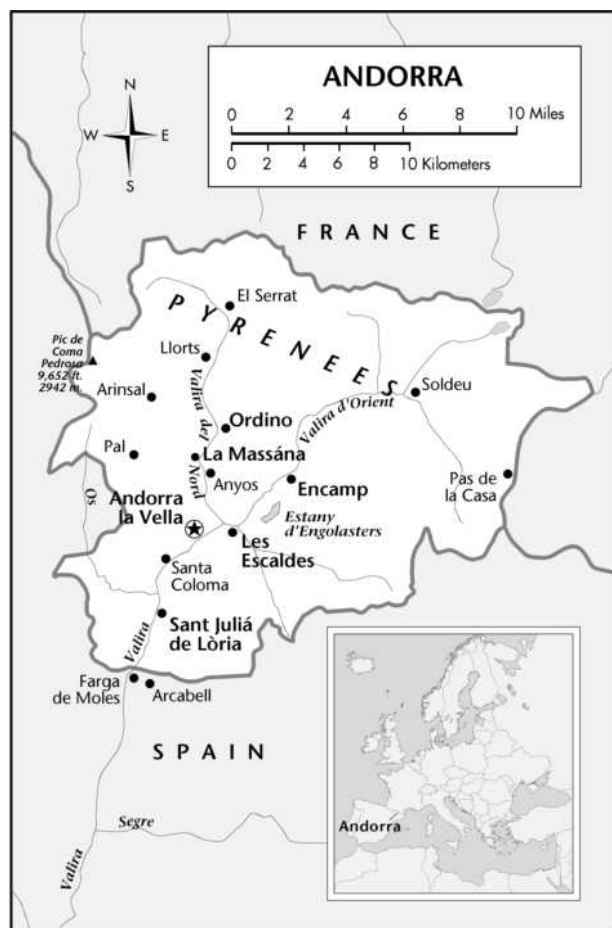 ANDORRA
0 2 4 6 8 10 Miles
0 2 4 6 8 10 Kilometers
N
W E
S
FRANCE
PYRENEES
El Serrat
Pic de
Coma
Pedrosa
9,652 ft.
2942 m.
Llorts
Arinsal
Soldeu
Valira del Nord
Valira d'Orient
Ordino
Pal
La Massána
Anyos
Encamp
Pas de
la Casa
Os
Andorra
la Vella
Estany
d'Engolasters
Les
Escaldes
Santa
Coloma
Sant Juliá
de Lòria
Valira
Farga
de Moles
Arcabell
SPAIN
Segre
Valira
Andorra